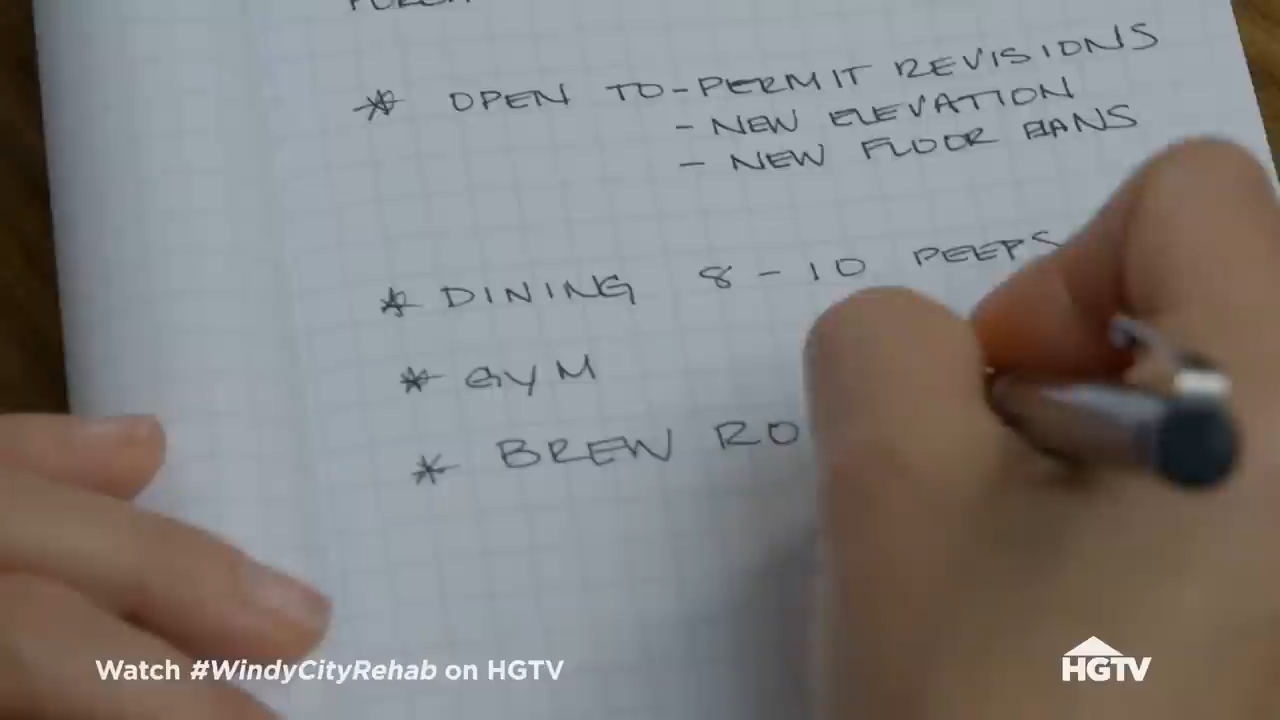 * OPEN TO - PERMIT REVISIONS
- NEW ELEVATION
- NEW FLOOR PLANS
* DINING 8 - 10 PEEPS
* GYM
* BREW RO
Watch #WindyCityRehab on HGTV
HGTV